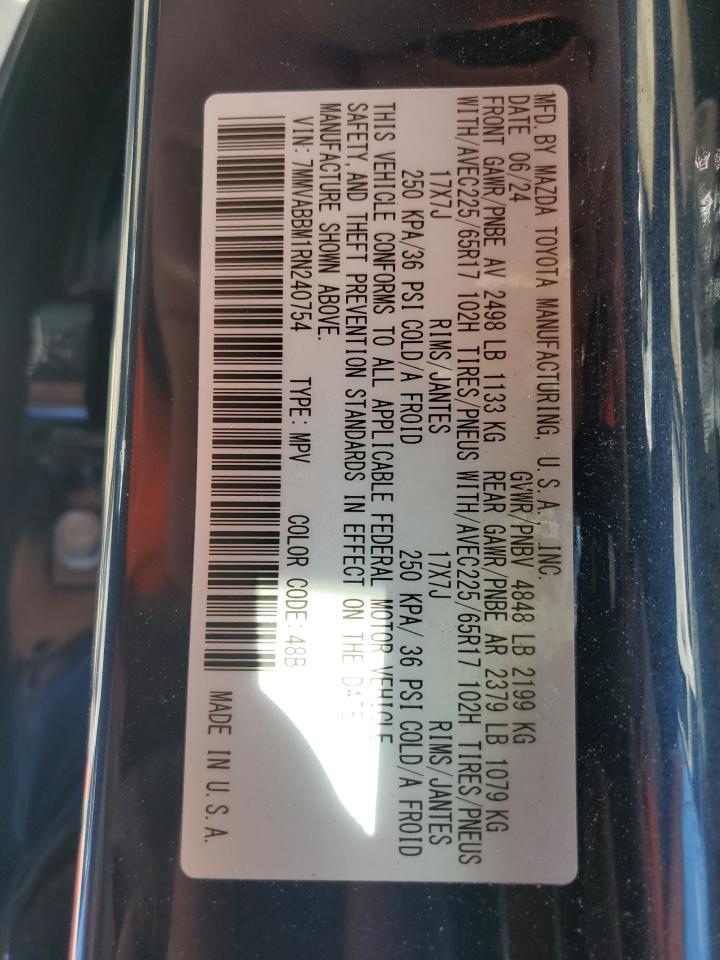 MFD. BY MAZDA TOYOTA MANUFACTURING, U. S. A., INC.
DATE 06/24 GVWR/PNBV 4848 LB 2199 KG
FRONT GAWR/PNBE AV 2498 LB 1133 KG REAR GAWR/PNBE AR 2379 LB 1079 KG
WITH/AVEC225/65R17 102H TIRES/PNEUS WITH/AVEC225/65R17 102H TIRES/PNEUS
17X7J RIMS/JANTES 17X7J RIMS/JANTES
250 KPA/36 PSI COLD/A FROID 250 KPA/ 36 PSI COLD/A FROID
THIS VEHICLE CONFORMS TO ALL APPLICABLE FEDERAL MOTOR VEHICLE
SAFETY, AND THEFT PREVENTION STANDARDS IN EFFECT ON THE DATE
MANUFACTURE SHOWN ABOVE.
VIN: 7MMVABBM1RN240754 TYPE: MPV COLOR CODE: 48B
MADE IN U. S. A.